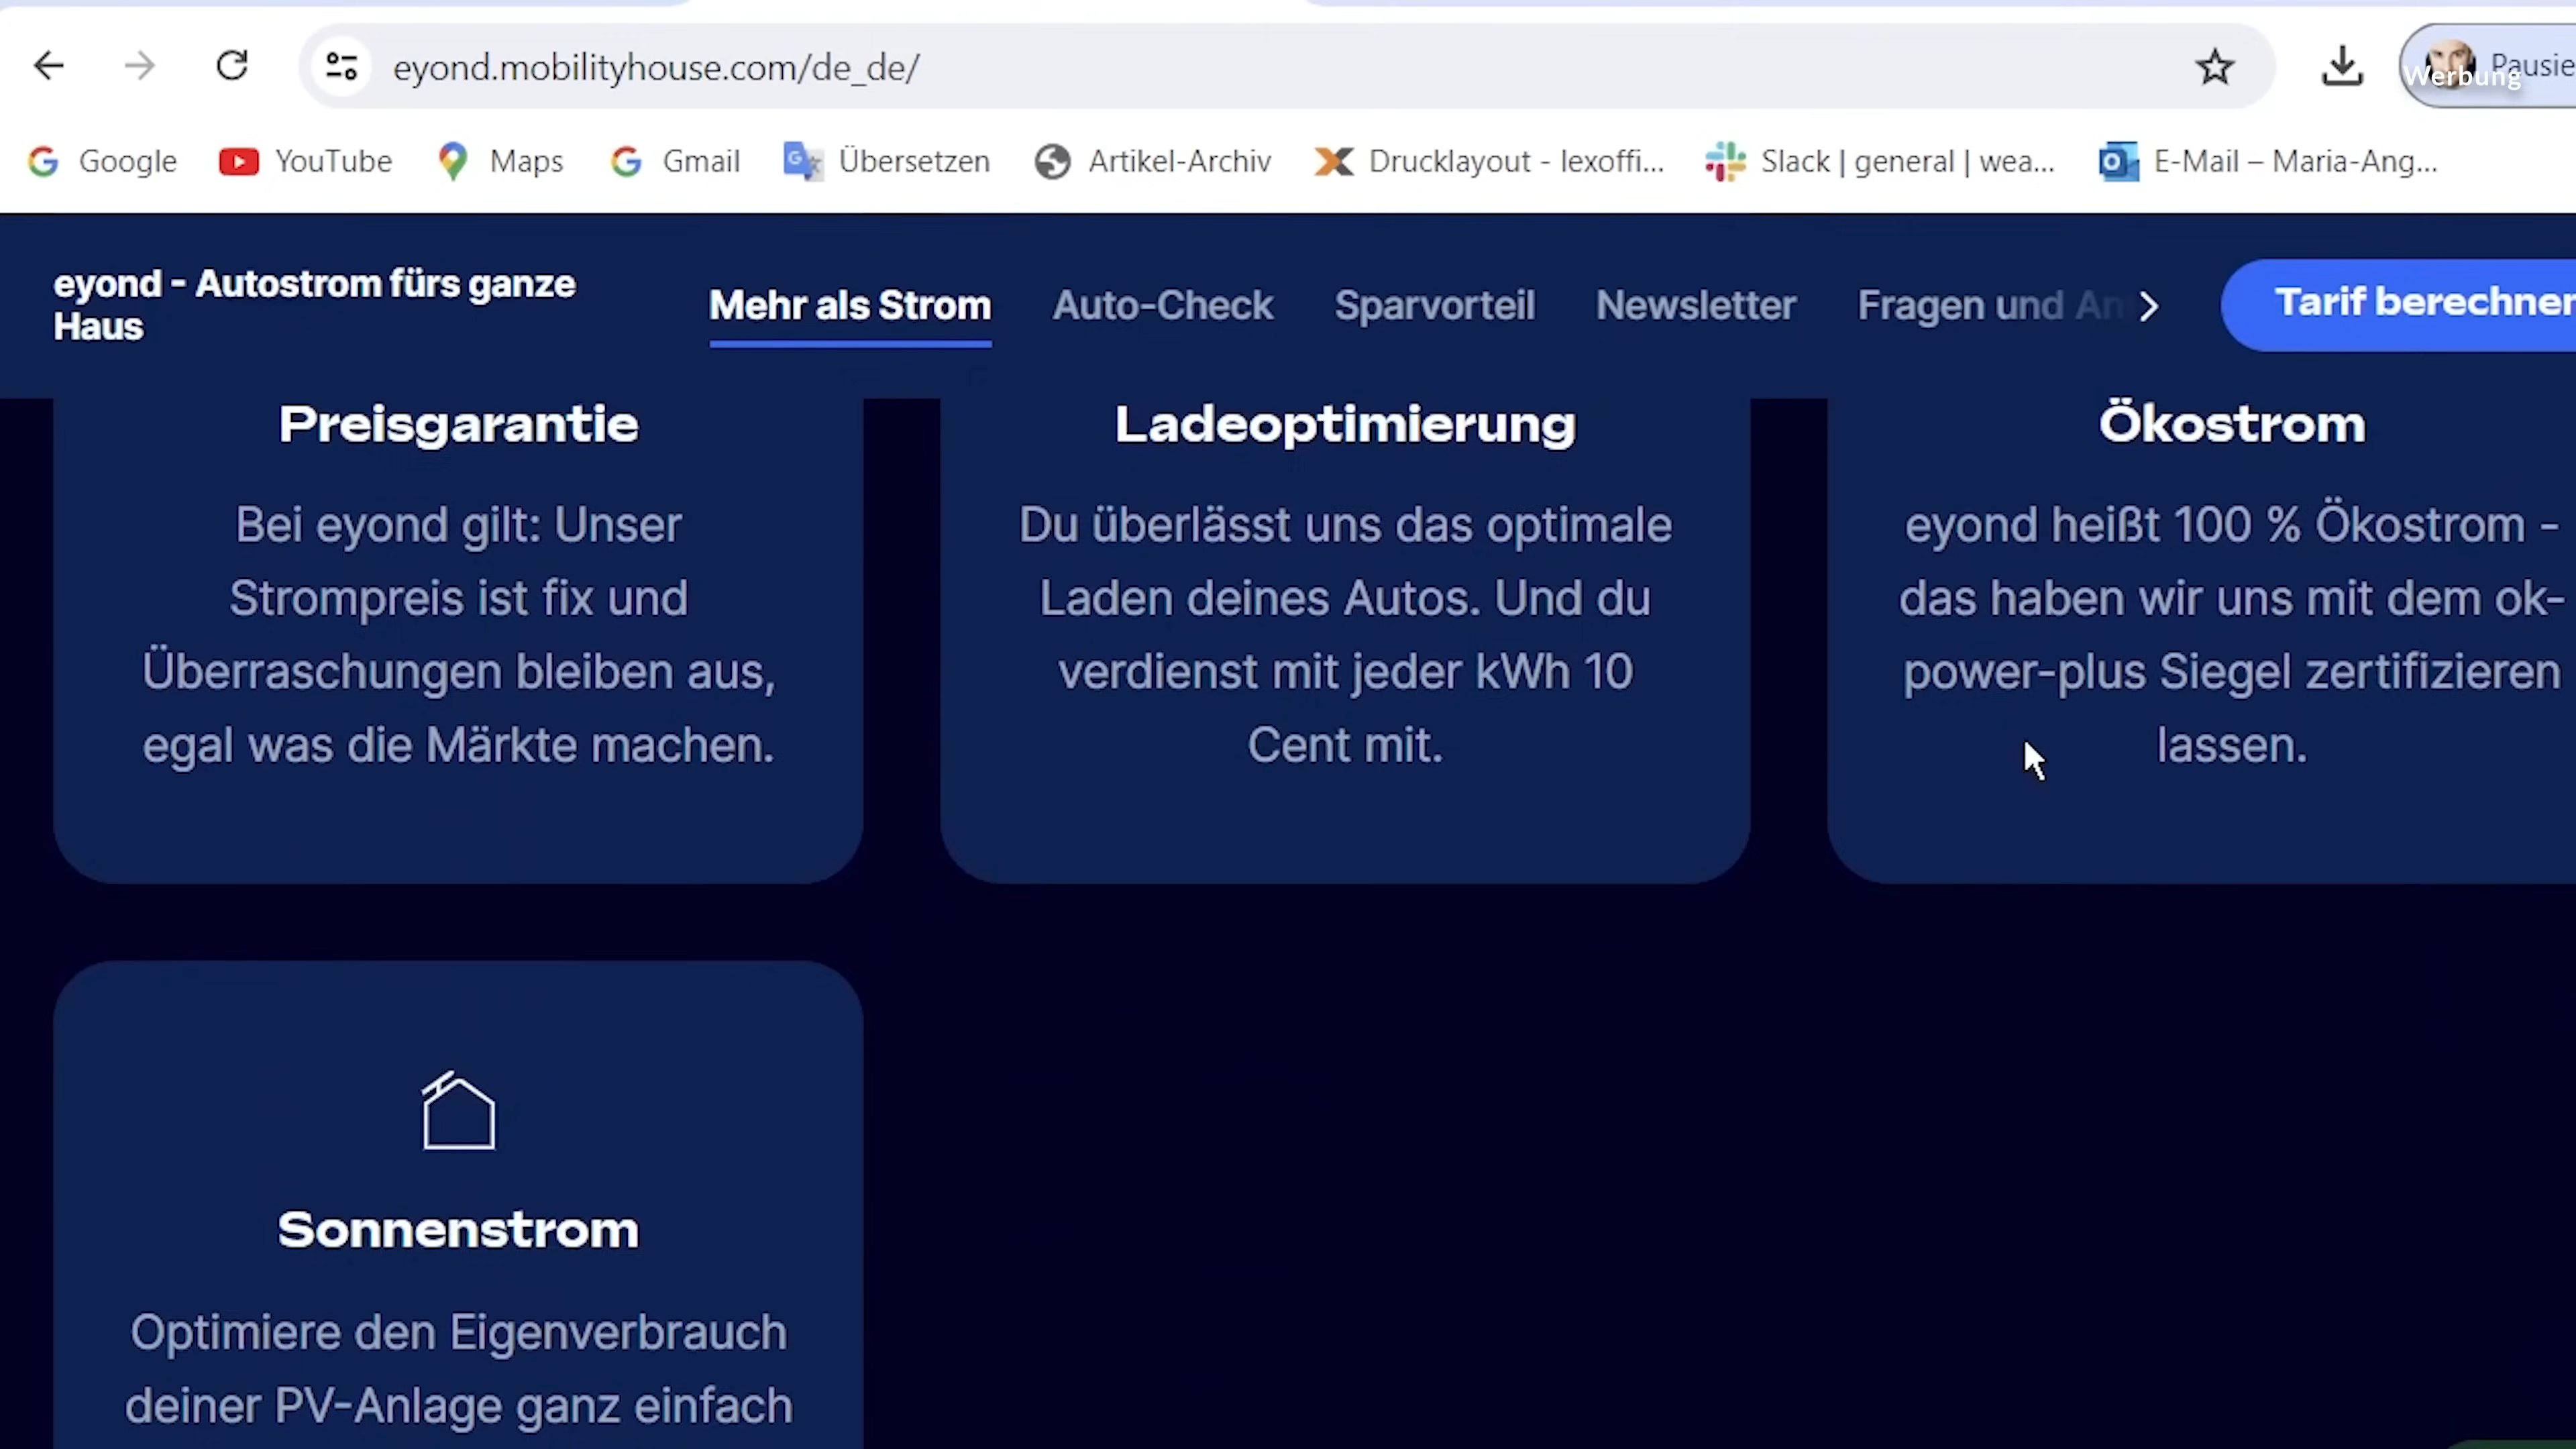 eyond.mobilityhouse.com/de_de/
Pausie
Werbung
Google YouTube Maps Gmail Übersetzen Artikel-Archiv Drucklayout - lexoffi... Slack | general | wea... E-Mail – Maria-Ang...
eyond - Autostrom fürs ganze
Haus
Mehr als Strom Auto-Check Sparvorteil Newsletter Fragen und An
Tarif berechnen
Preisgarantie
Bei eyond gilt: Unser
Strompreis ist fix und
Überraschungen bleiben aus,
egal was die Märkte machen.
Ladeoptimierung
Du überlässt uns das optimale
Laden deines Autos. Und du
verdienst mit jeder kWh 10
Cent mit.
Ökostrom
eyond heißt 100 % Ökostrom -
das haben wir uns mit dem ok-
power-plus Siegel zertifizieren
lassen.
Sonnenstrom
Optimiere den Eigenverbrauch
deiner PV-Anlage ganz einfach